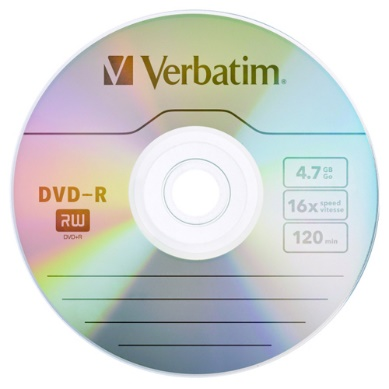 Verbatim.
DVD-R
RW
DVD+R
4.7 GB Go
16x speed vitesse
120 min